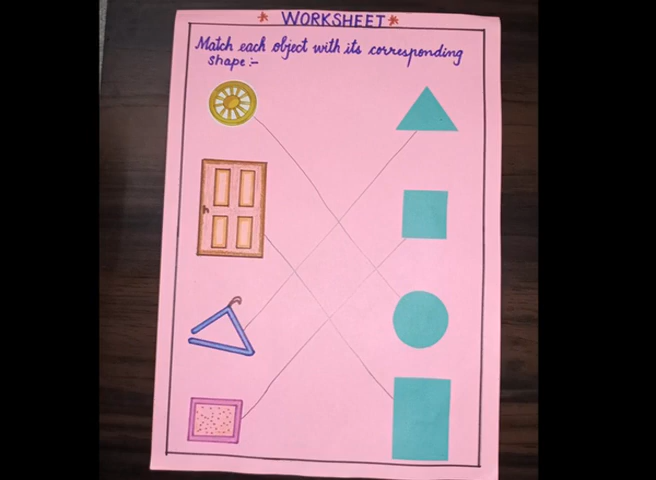 * WORKSHEET *
Match each object with its corresponding
shape :-